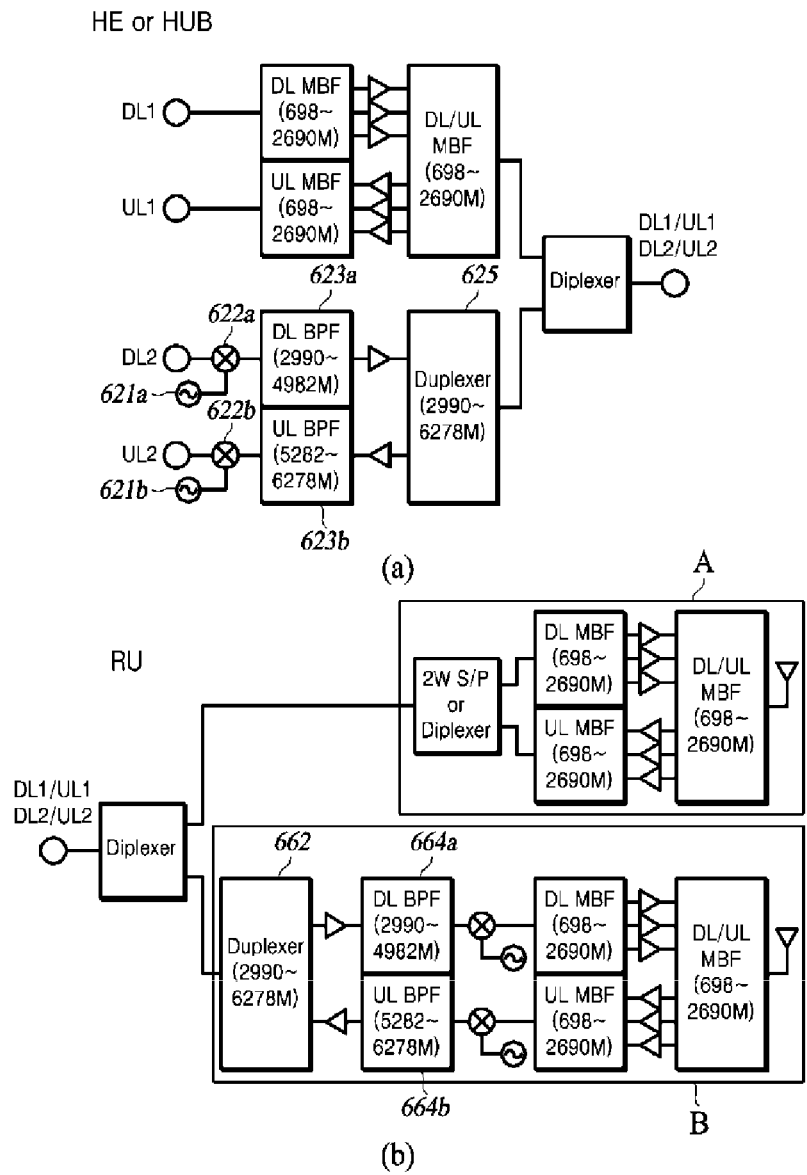 HE or HUB
DL1
DL MBF
(698~
2690M)
DL/UL
MBF
(698~
2690M)
UL1
UL MBF
(698~
2690M)
DL1/UL1
DL2/UL2
Diplexer
623a
625
622a
DL2
DL BPF
(2990~
4982M)
621a
Duplexer
(2990~
6278M)
622b
UL2
UL BPF
(5282~
6278M)
621b
623b
(a)
A
RU
2W S/P
or
Diplexer
DL MBF
(698~
2690M)
UL MBF
(698~
2690M)
DL/UL
MBF
(698~
2690M)
DL1/UL1
DL2/UL2
Diplexer
662
664a
Duplexer
(2990~
6278M)
DL BPF
(2990~
4982M)
UL BPF
(5282~
6278M)
DL MBF
(698~
2690M)
UL MBF
(698~
2690M)
DL/UL
MBF
(698~
2690M)
664b
B
(b)